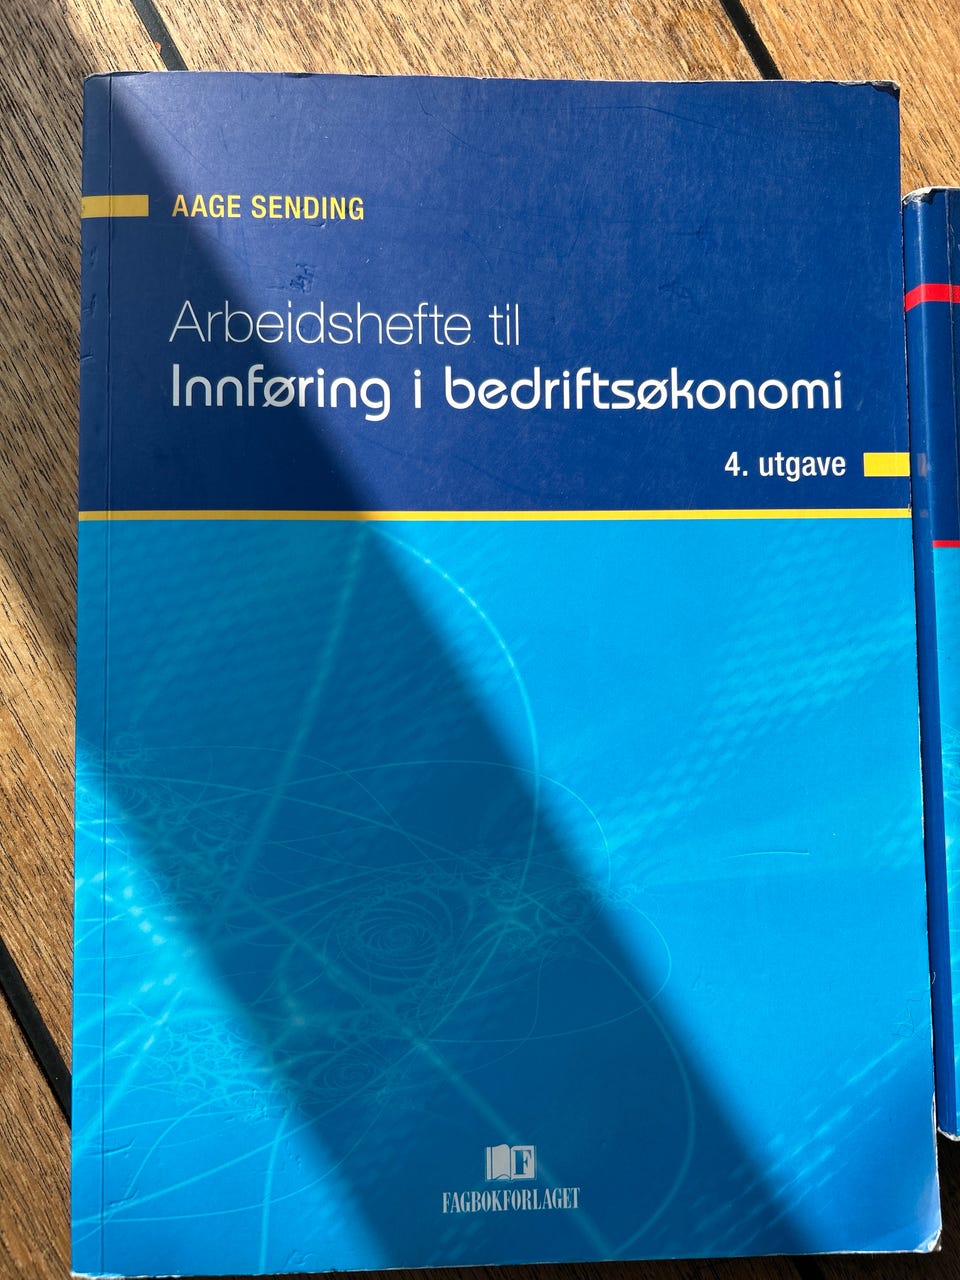 AAGE SENDING
Arbeidshefte til
Innføring i bedriftsøkonomi
4. utgave
F
FAGBOKFORLAGET